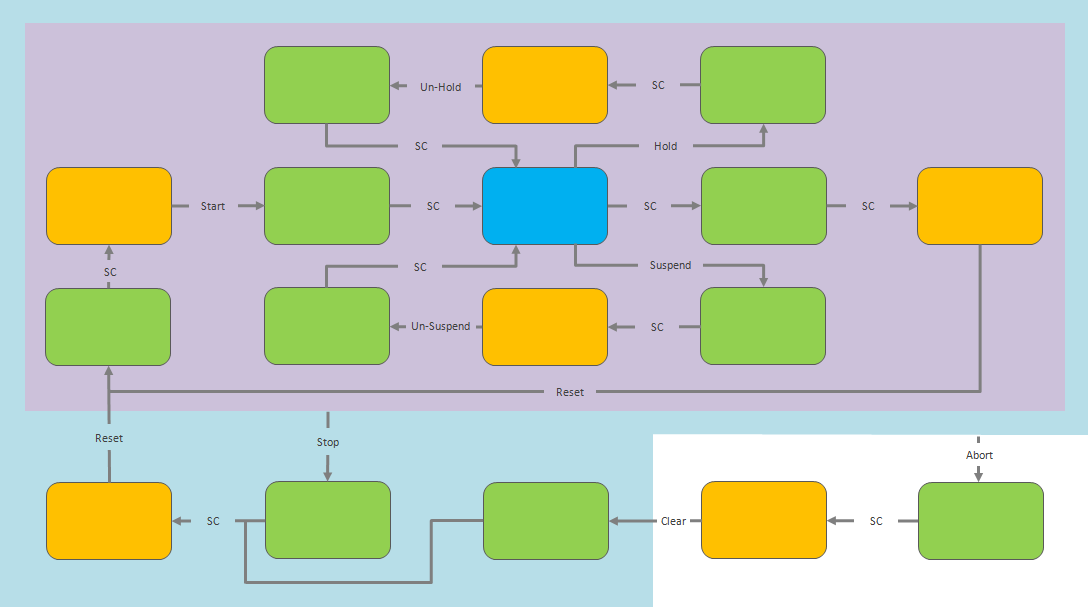 Un-Hold
SC
SC
Hold
Start
SC
SC
SC
SC
SC
Suspend
Un-Suspend
SC
Reset
Reset
Stop
Abort
SC
Clear
SC